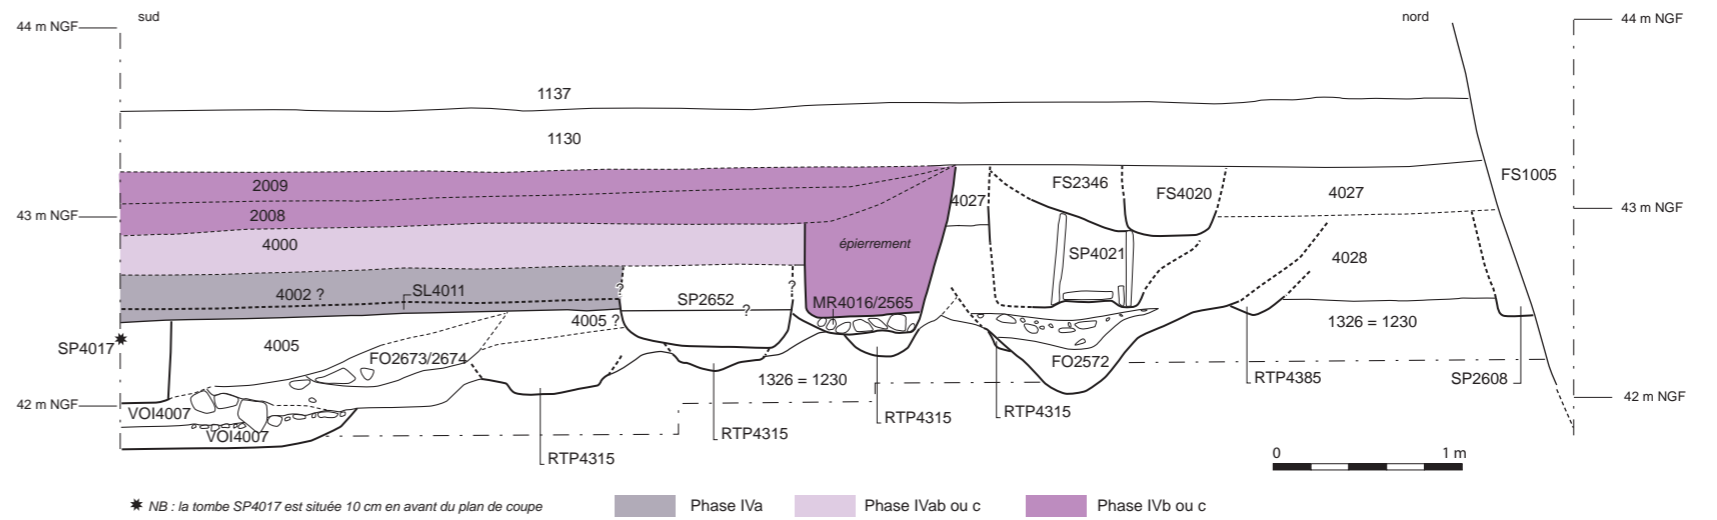 sud
nord
44 m NGF
44 m NGF
1137
1130
FS1005
2009
FS2346
FS4020
4027
4027
2008
43 m NGF
43 m NGF
4000
épierrement
SP4021
4028
4002 ?
SL4011
?
SP2652
?
?
MR4016/2565
4005 ?
1326 = 1230
SP4017
4005
FO2673/2674
FO2572
1326 = 1230
RTP4385
SP2608
42 m NGF
42 m NGF
VOI4007
VOI4007
RTP4315
RTP4315
RTP4315
RTP4315
0
1 m
NB : la tombe SP4017 est située 10 cm en avant du plan de coupe
Phase IVa
Phase IVab ou c
Phase IVb ou c